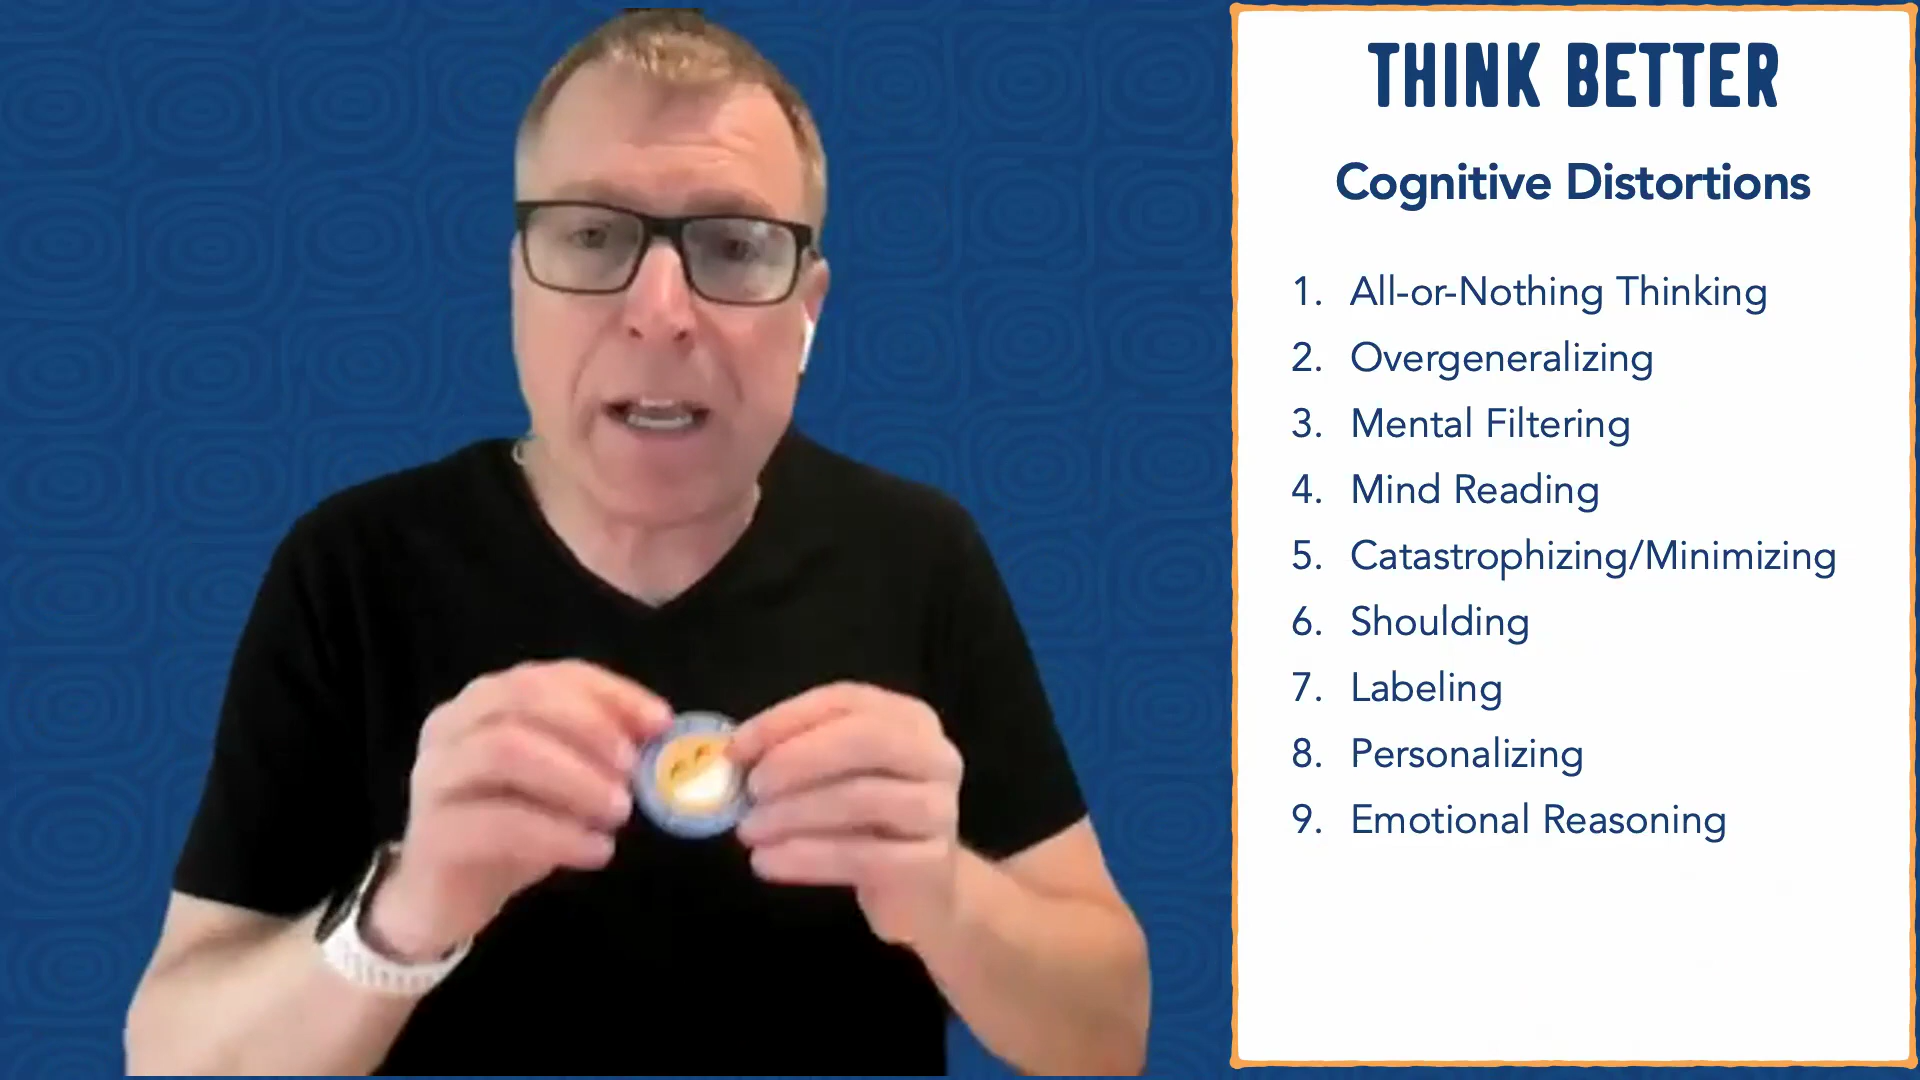 THINK BETTER
Cognitive Distortions
1. All-or-Nothing Thinking
2. Overgeneralizing
3. Mental Filtering
4. Mind Reading
5. Catastrophizing/Minimizing
6. Shoulding
7. Labeling
8. Personalizing
9. Emotional Reasoning